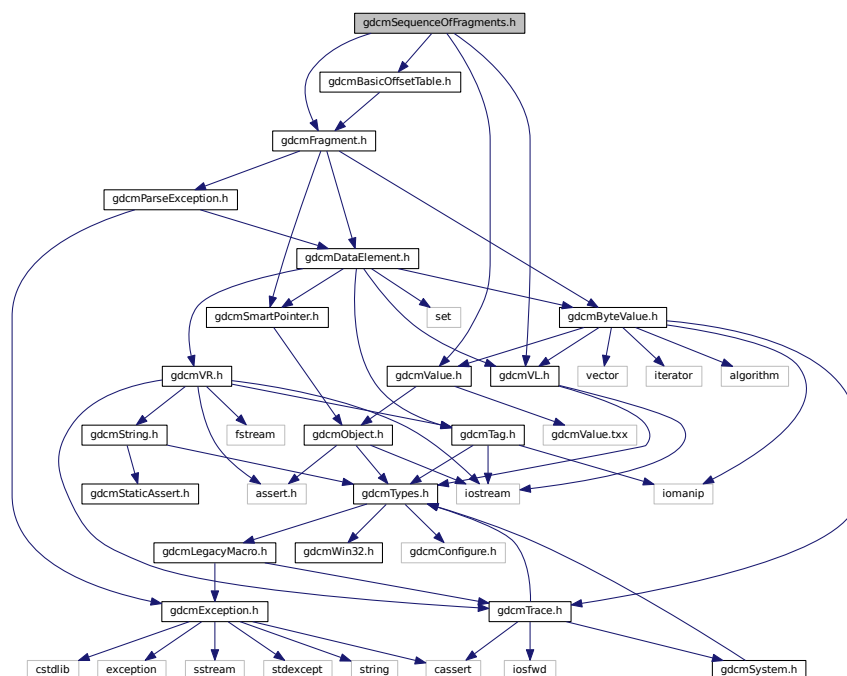 gdcmSequenceOfFragments.h
gdcmBasicOffsetTable.h
gdcmFragment.h
gdcmParseException.h
gdcmDataElement.h
gdcmSmartPointer.h
set
gdcmByteValue.h
gdcmVR.h
gdcmValue.h
gdcmVL.h
vector
iterator
algorithm
gdcmString.h
fstream
gdcmObject.h
gdcmTag.h
gdcmValue.txx
gdcmStaticAssert.h
assert.h
gdcmTypes.h
iostream
iomanip
gdcmLegacyMacro.h
gdcmWin32.h
gdcmConfigure.h
gdcmException.h
gdcmTrace.h
cstdlib
exception
sstream
stdexcept
string
cassert
iosfwd
gdcmSystem.h